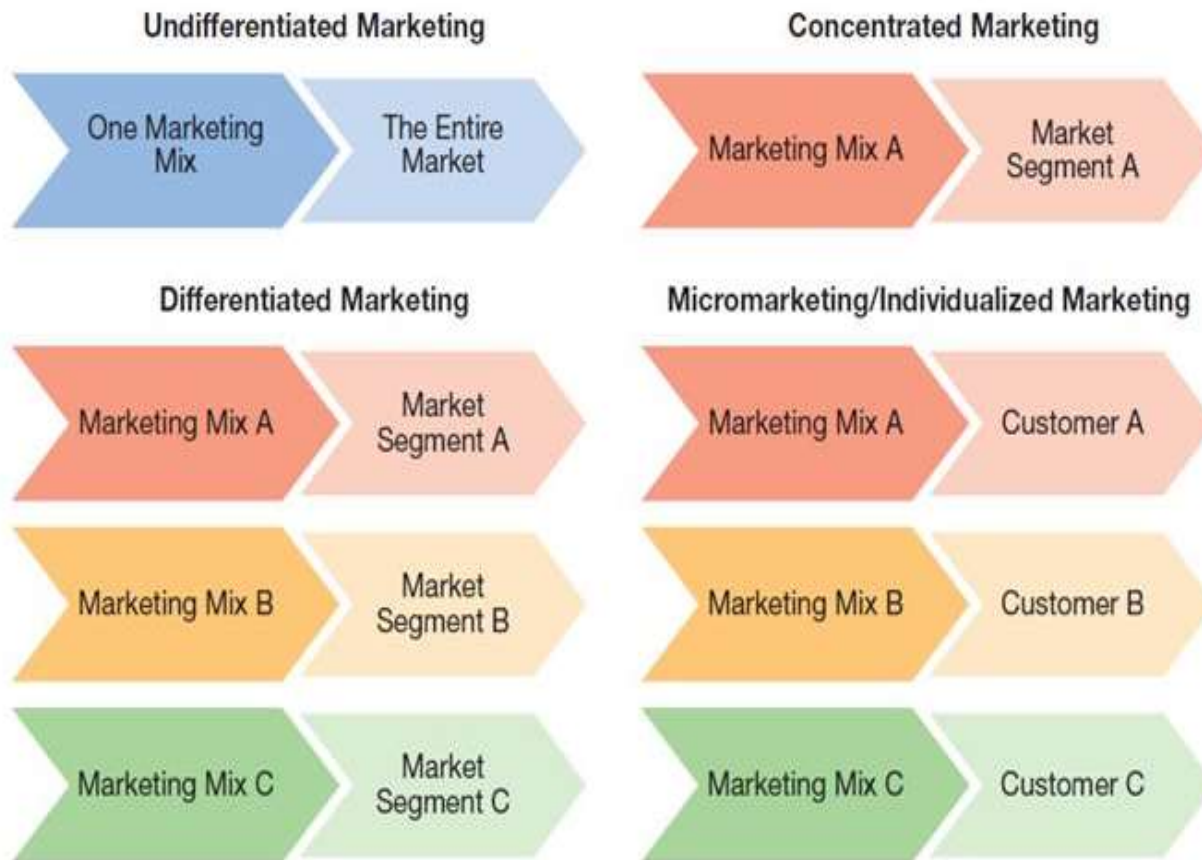 Undifferentiated Marketing
One Marketing
Mix
The Entire
Market
Concentrated Marketing
Marketing Mix A
Market
Segment A
Differentiated Marketing
Marketing Mix A
Market
Segment A
Marketing Mix B
Market
Segment B
Marketing Mix C
Market
Segment C
Micromarketing/Individualized Marketing
Marketing Mix A
Customer A
Marketing Mix B
Customer B
Marketing Mix C
Customer C